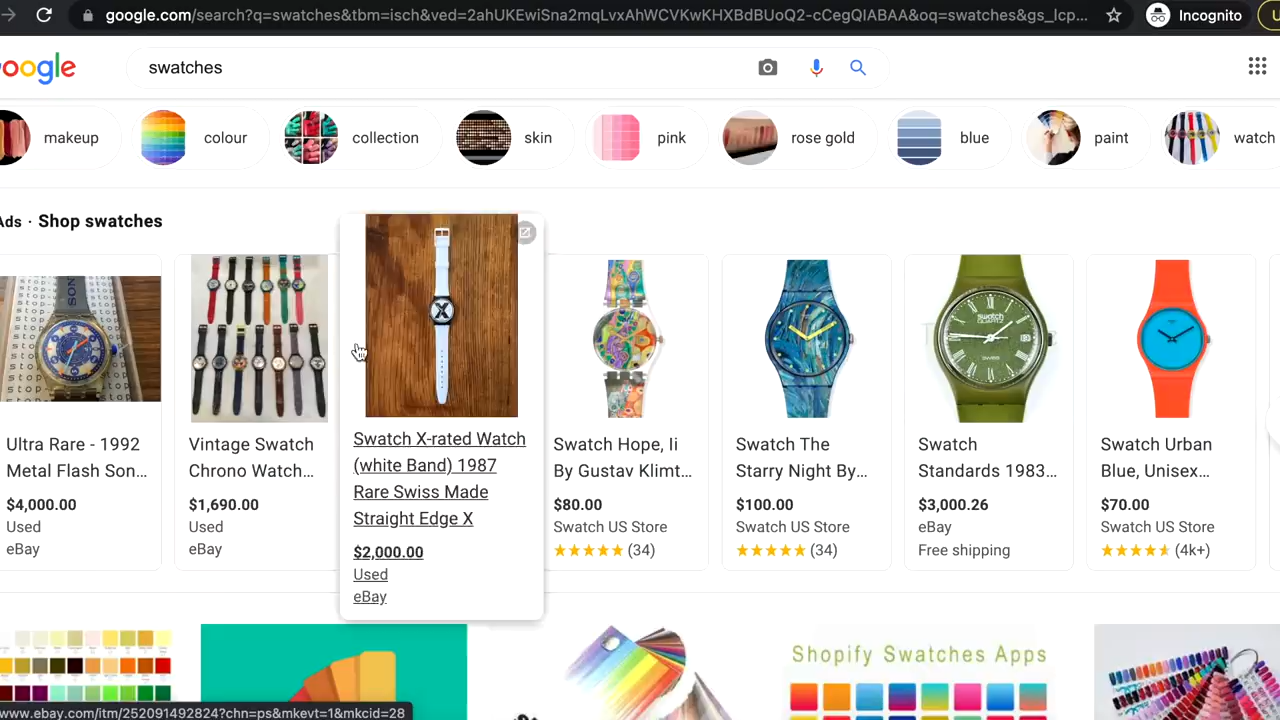 google.com/search?q=swatches&tbm=isch&ved=2ahUKEwiSna2mqLvxAhWCVKwKHXBdBUoQ2-cCegQIABAA&oq=swatches&gs_lcp...
Incognito
oogle
swatches
makeup
colour
collection
skin
pink
rose gold
blue
paint
watch
Ads · Shop swatches
Ultra Rare - 1992
Metal Flash Son...
$4,000.00
Used
eBay
Vintage Swatch
Chrono Watch...
$1,690.00
Used
eBay
Swatch X-rated Watch
(white Band) 1987
Rare Swiss Made
Straight Edge X
$2,000.00
Used
eBay
Swatch Hope, Ii
By Gustav Klimt...
$80.00
Swatch US Store
(34)
Swatch The
Starry Night By...
$100.00
Swatch US Store
(34)
Swatch
Standards 1983...
$3,000.26
eBay
Free shipping
Swatch Urban
Blue, Unisex...
$70.00
Swatch US Store
(4k+)
Shopify Swatches Apps
www.ebay.com/itm/252091492824?chn=ps&mkevt=1&mkcid=28